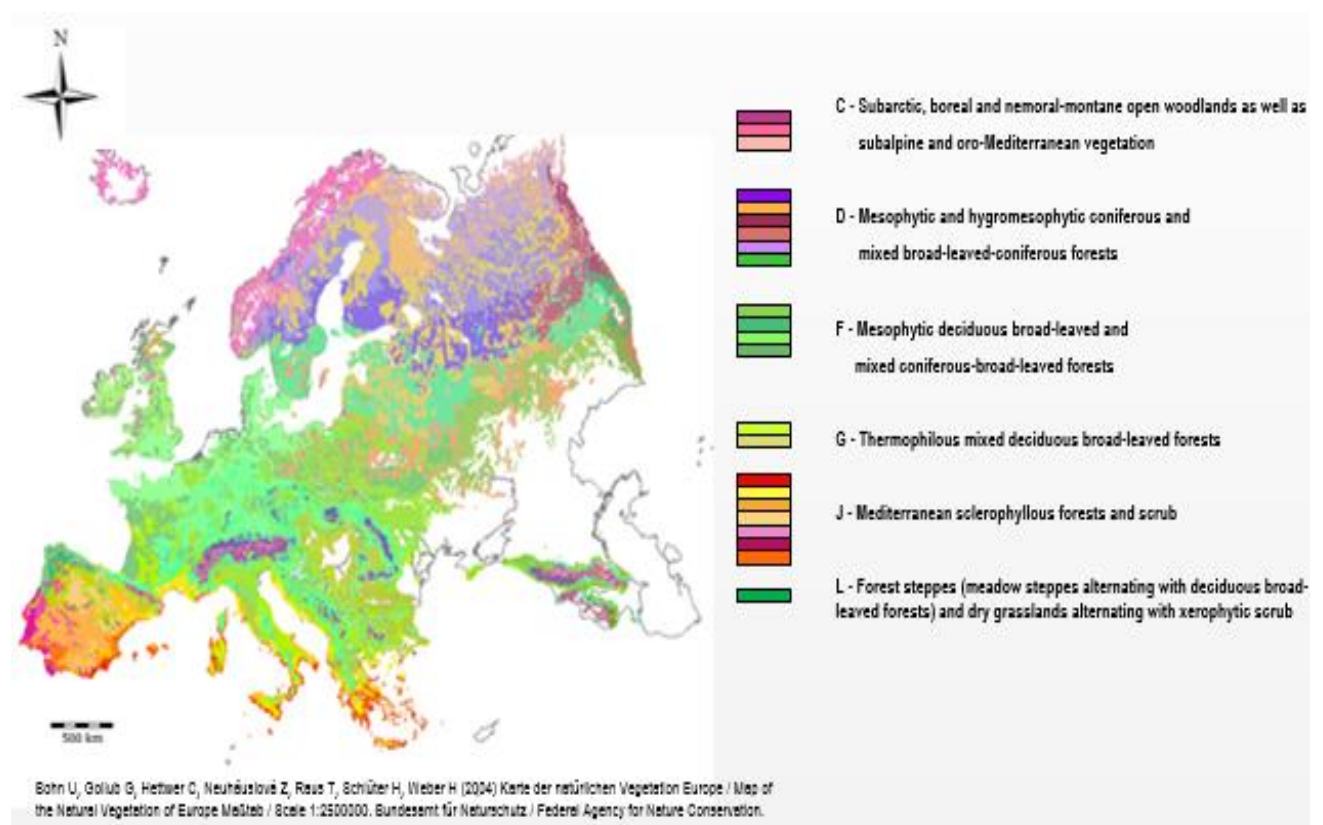 N
C - Subarctic, boreal and nemoral-montane open woodlands as well as
subalpine and oro-Mediterranean vegetation
D - Mesophytic and hygromesophytic coniferous and
mixed broad-leaved-coniferous forests
F - Mesophytic deciduous broad-leaved and
mixed coniferous-broad-leaved forests
G - Thermophilous mixed deciduous broad-leaved forests
J - Mediterranean sclerophyllous forests and scrub
L - Forest steppes (meadow steppes alternating with deciduous broad-
leaved forests) and dry grasslands alternating with xerophytic scrub
500 km
Bohn U, Gollub G, Hettwer C, Neuhäuslová Z, Raus T, Schlüter H, Weber H (2004) Karte der natürlichen Vegetation Europe / Map of
the Natural Vegetation of Europe Maßtab / Scale 1:2500000. Bundesamt für Naturschutz / Federal Agency for Nature Conservation.